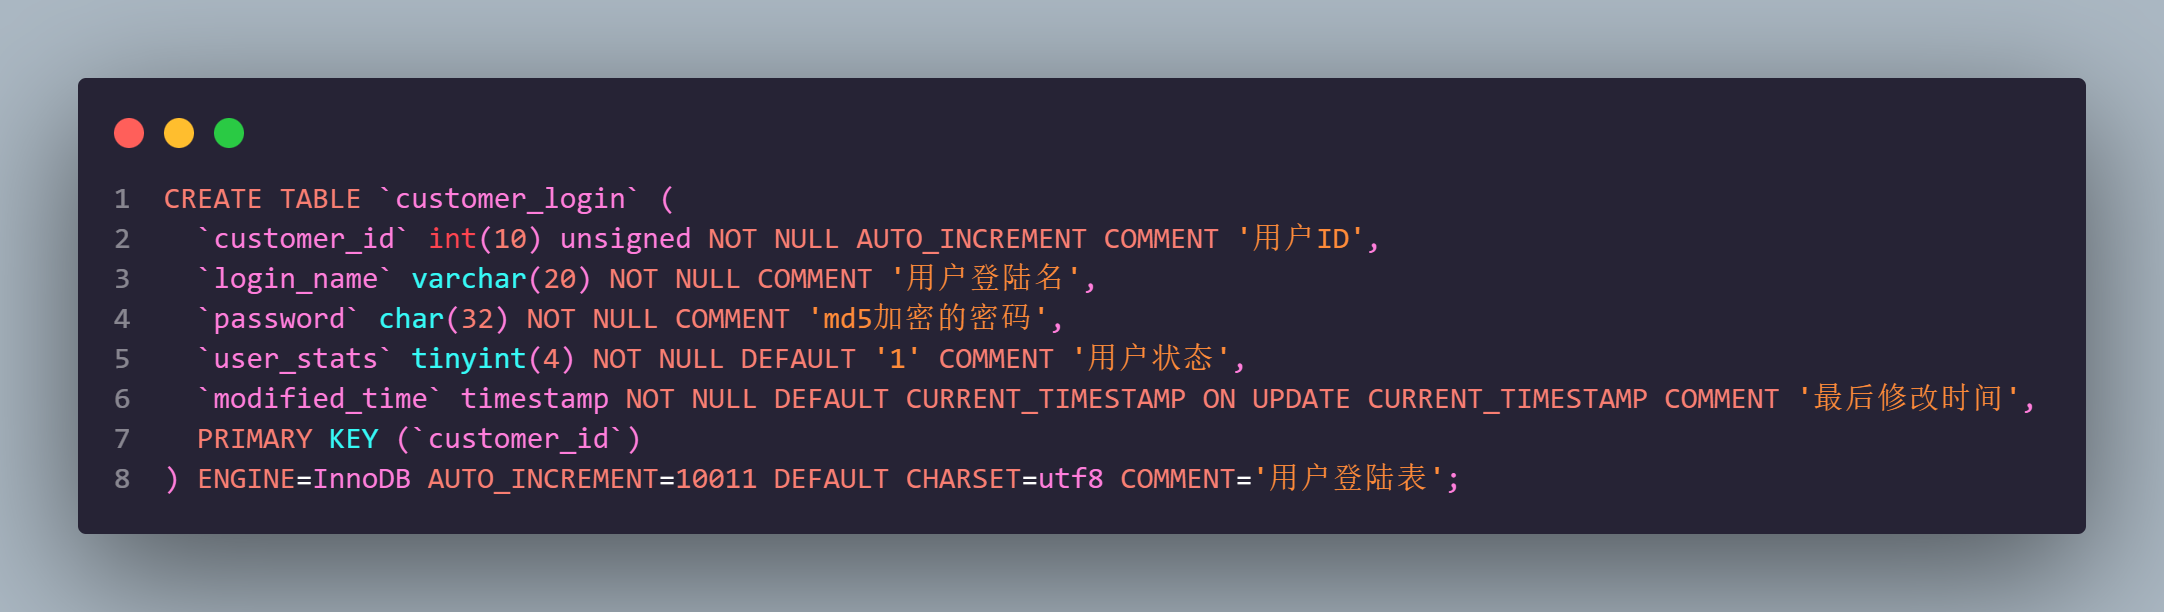 1 CREATE TABLE `customer_login` (
2 `customer_id` int(10) unsigned NOT NULL AUTO_INCREMENT COMMENT '用户ID',
3 `login_name` varchar(20) NOT NULL COMMENT '用户登陆名',
4 `password` char(32) NOT NULL COMMENT 'md5加密的密码',
5 `user_stats` tinyint(4) NOT NULL DEFAULT '1' COMMENT '用户状态',
6 `modified_time` timestamp NOT NULL DEFAULT CURRENT_TIMESTAMP ON UPDATE CURRENT_TIMESTAMP COMMENT '最后修改时间',
7 PRIMARY KEY (`customer_id`)
8 ) ENGINE=InnoDB AUTO_INCREMENT=10011 DEFAULT CHARSET=utf8 COMMENT='用户登陆表';